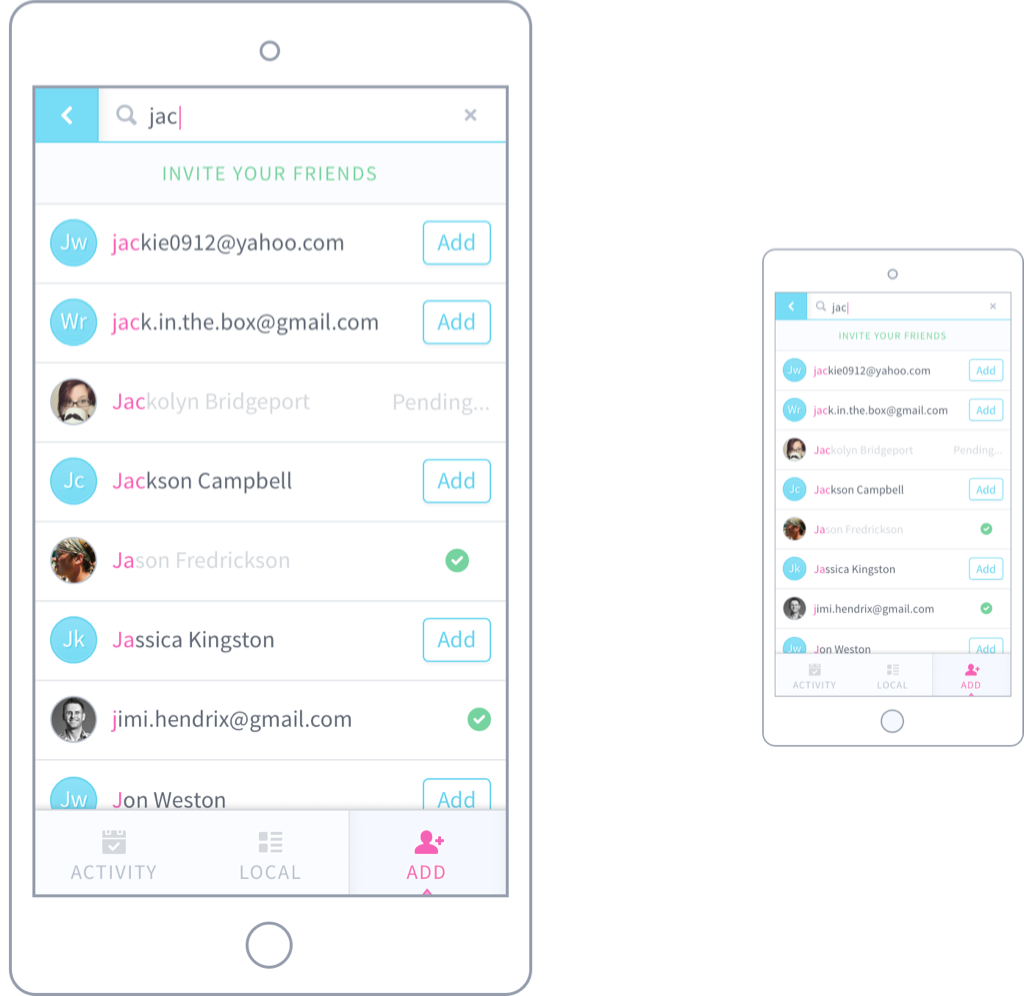 jac
INVITE YOUR FRIENDS
Jw jackie0912@yahoo.com Add
Wr jack.in.the.box@gmail.com Add
Jackolyn Bridgeport Pending...
Jc Jackson Campbell Add
Jason Fredrickson
Jk Jassica Kingston Add
jimi.hendrix@gmail.com
Jw Jon Weston Add
ACTIVITY LOCAL ADD
jac
INVITE YOUR FRIENDS
Jw jackie0912@yahoo.com Add
Wr jack.in.the.box@gmail.com Add
Jackolyn Bridgeport Pending...
Jc Jackson Campbell Add
Jason Fredrickson
Jk Jassica Kingston Add
jimi.hendrix@gmail.com
Jw Jon Weston Add
ACTIVITY LOCAL ADD